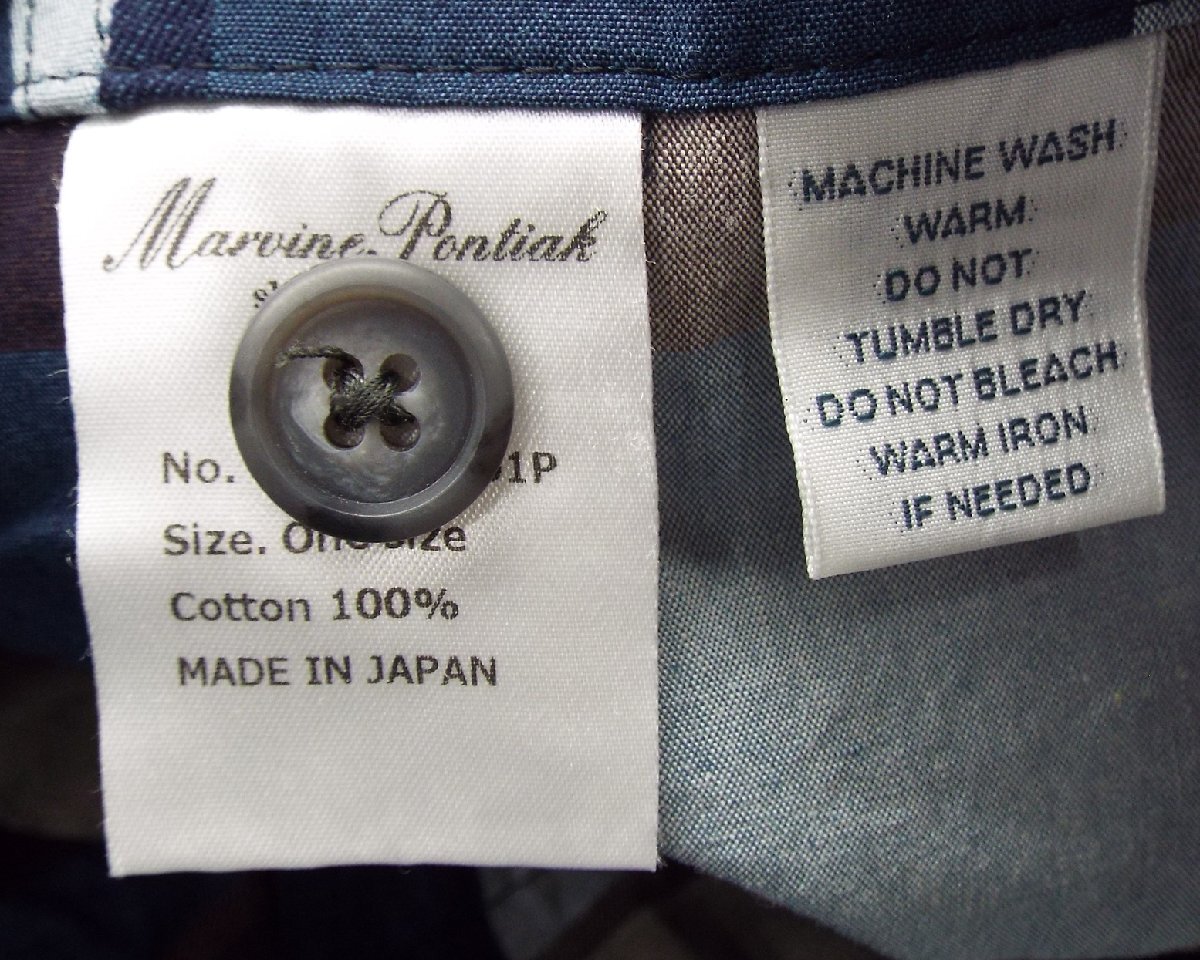 Marvine Pontiak
No. 1P
Size. One Size
Cotton 100%
MADE IN JAPAN
MACHINE WASH
WARM
DO NOT
TUMBLE DRY
DO NOT BLEACH
WARM IRON
IF NEEDED